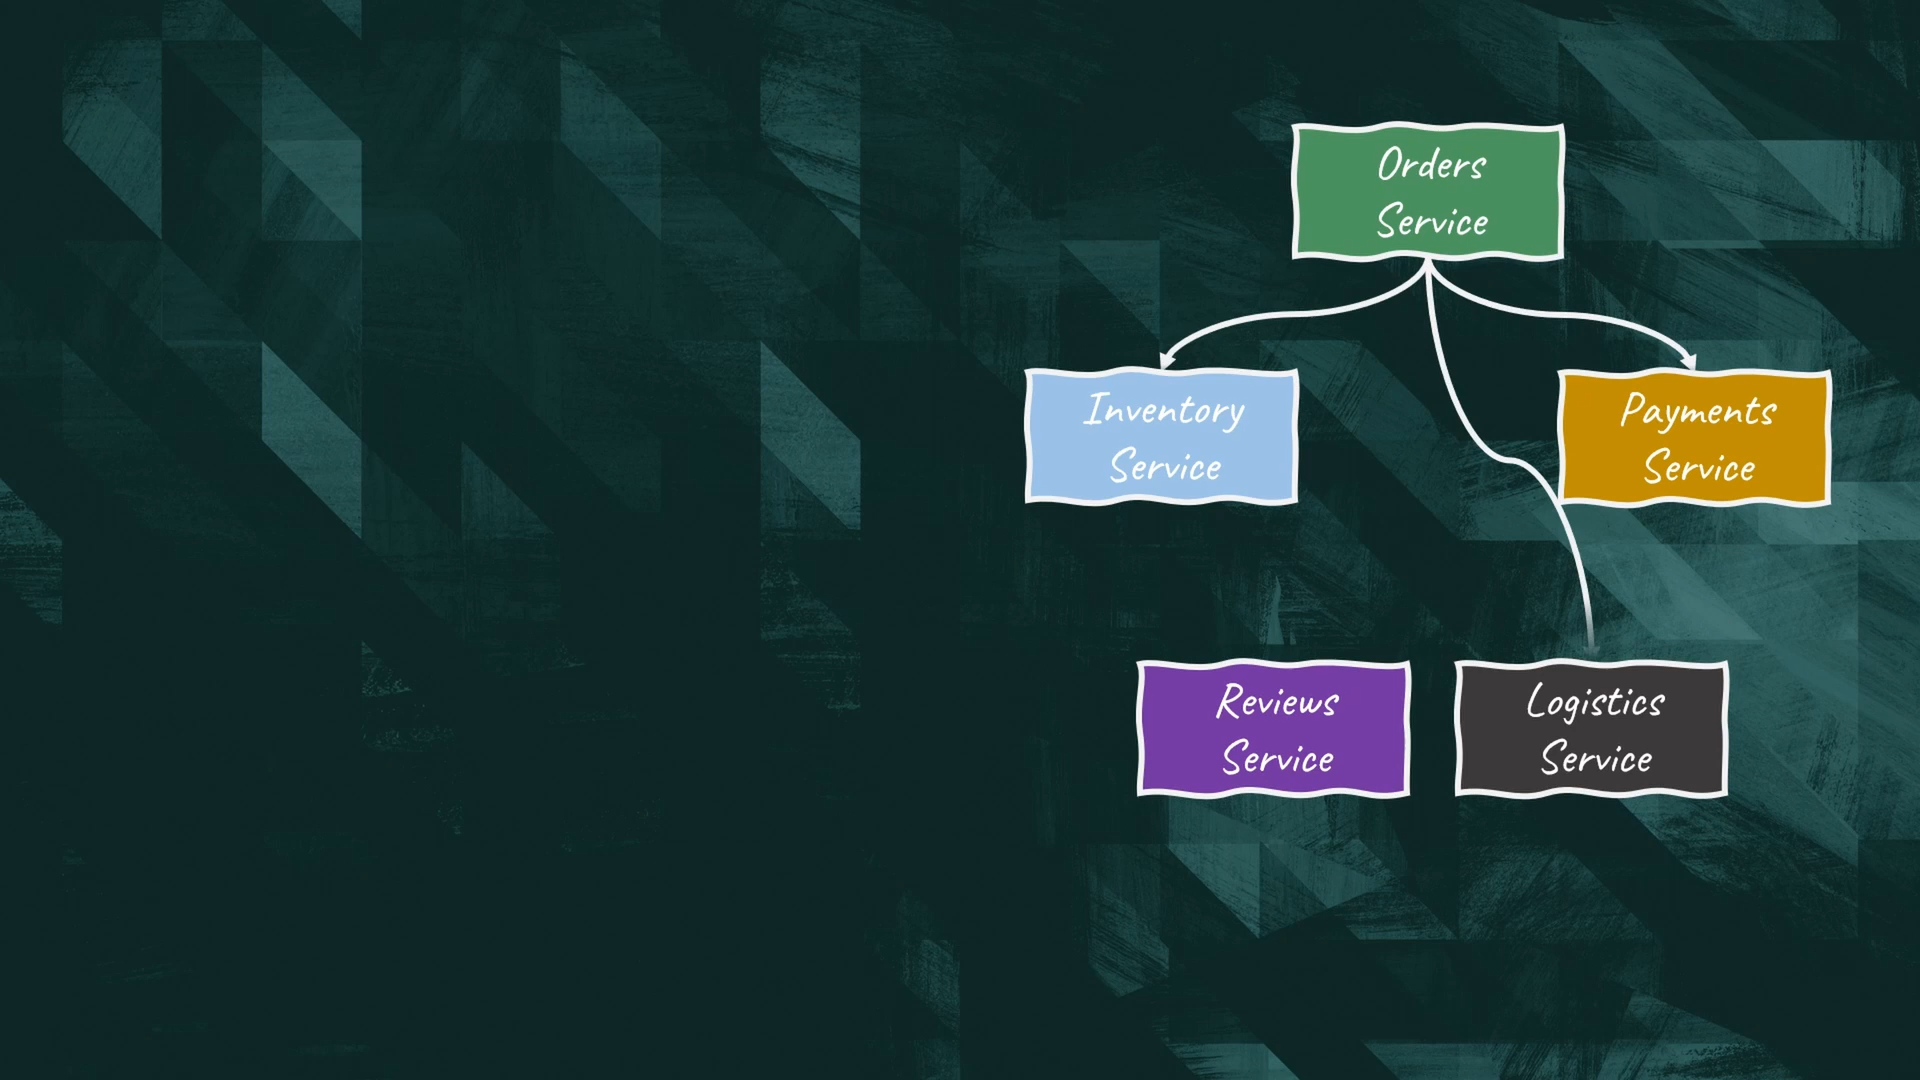 Orders
Service
Inventory
Service
Payments
Service
Reviews
Service
Logistics
Service